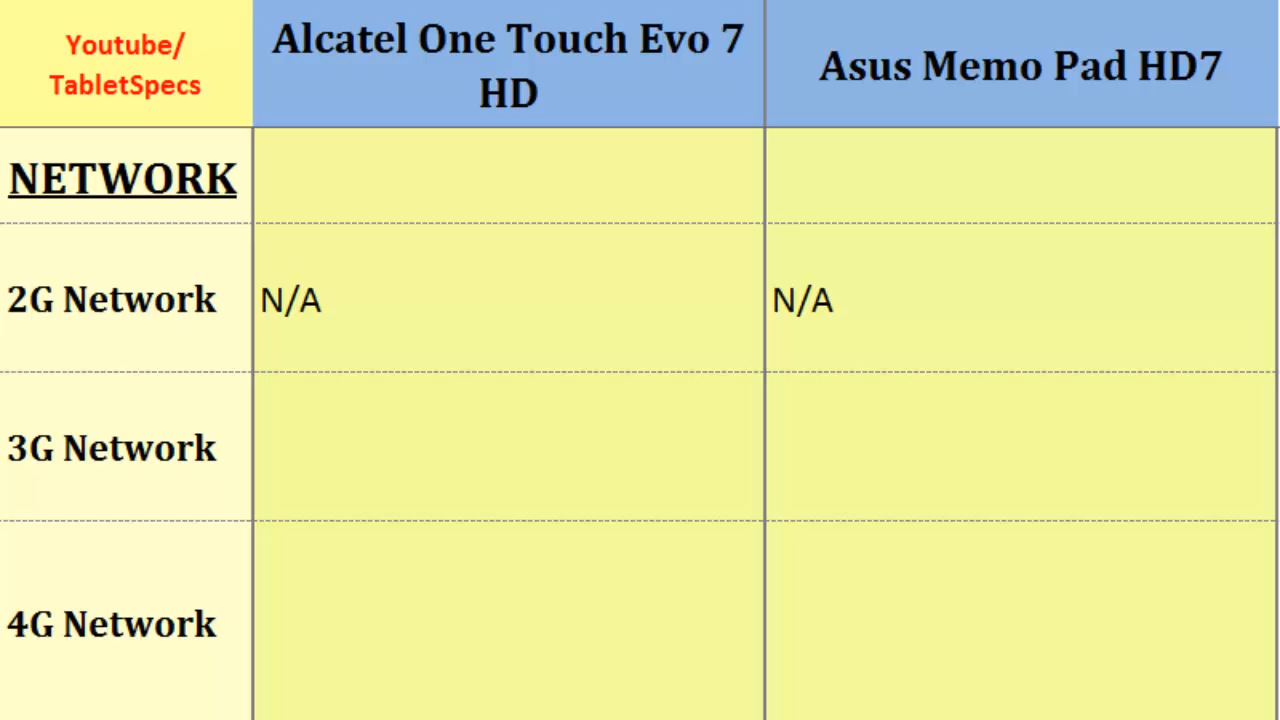 Youtube/
TabletSpecs
Alcatel One Touch Evo 7
HD
Asus Memo Pad HD7
NETWORK
2G Network
N/A
N/A
3G Network
4G Network